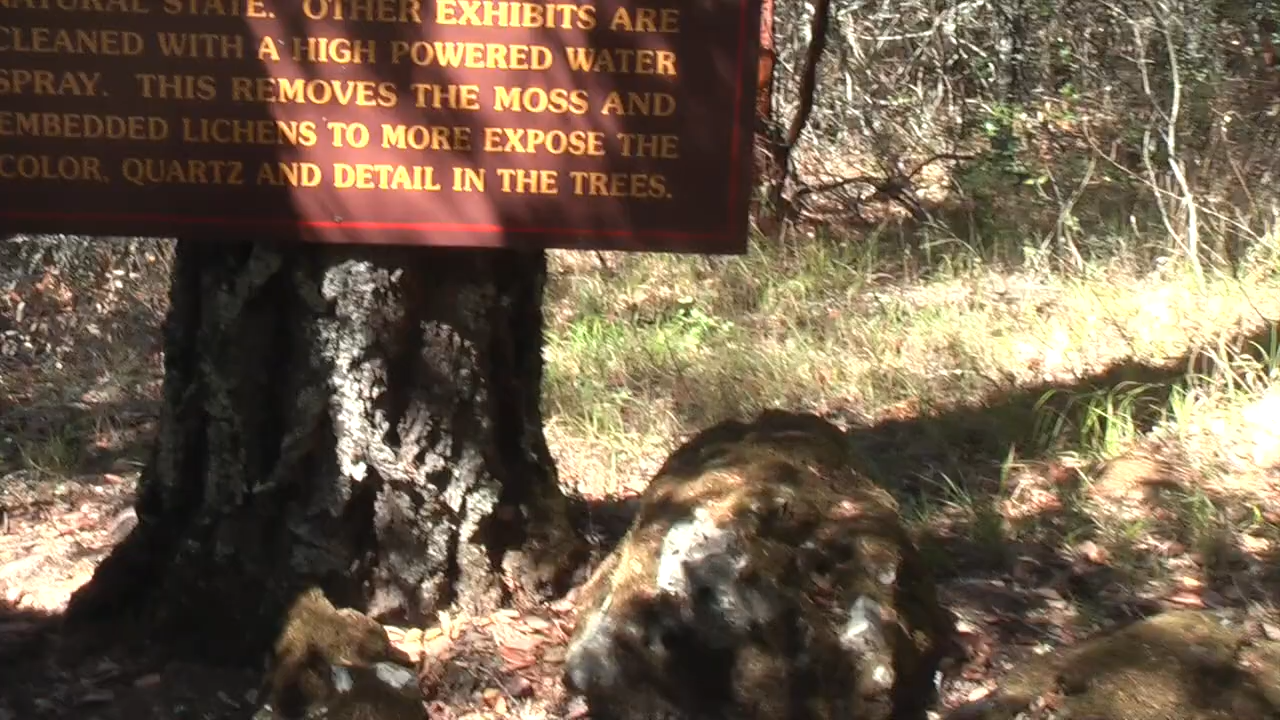 NATURAL STATE. OTHER EXHIBITS ARE
CLEANED WITH A HIGH POWERED WATER
SPRAY. THIS REMOVES THE MOSS AND
EMBEDDED LICHENS TO MORE EXPOSE THE
COLOR, QUARTZ AND DETAIL IN THE TREES.